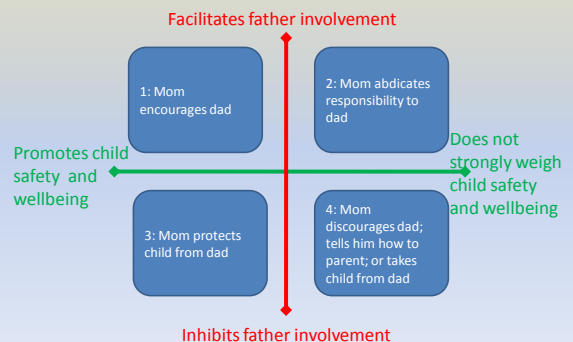 Facilitates father involvement
1: Mom
encourages dad
2: Mom abdicates
responsibility to
dad
Promotes child
safety and
wellbeing
Does not
strongly weigh
child safety
and wellbeing
3: Mom protects
child from dad
4: Mom
discourages dad;
tells him how to
parent; or takes
child from dad
Inhibits father involvement